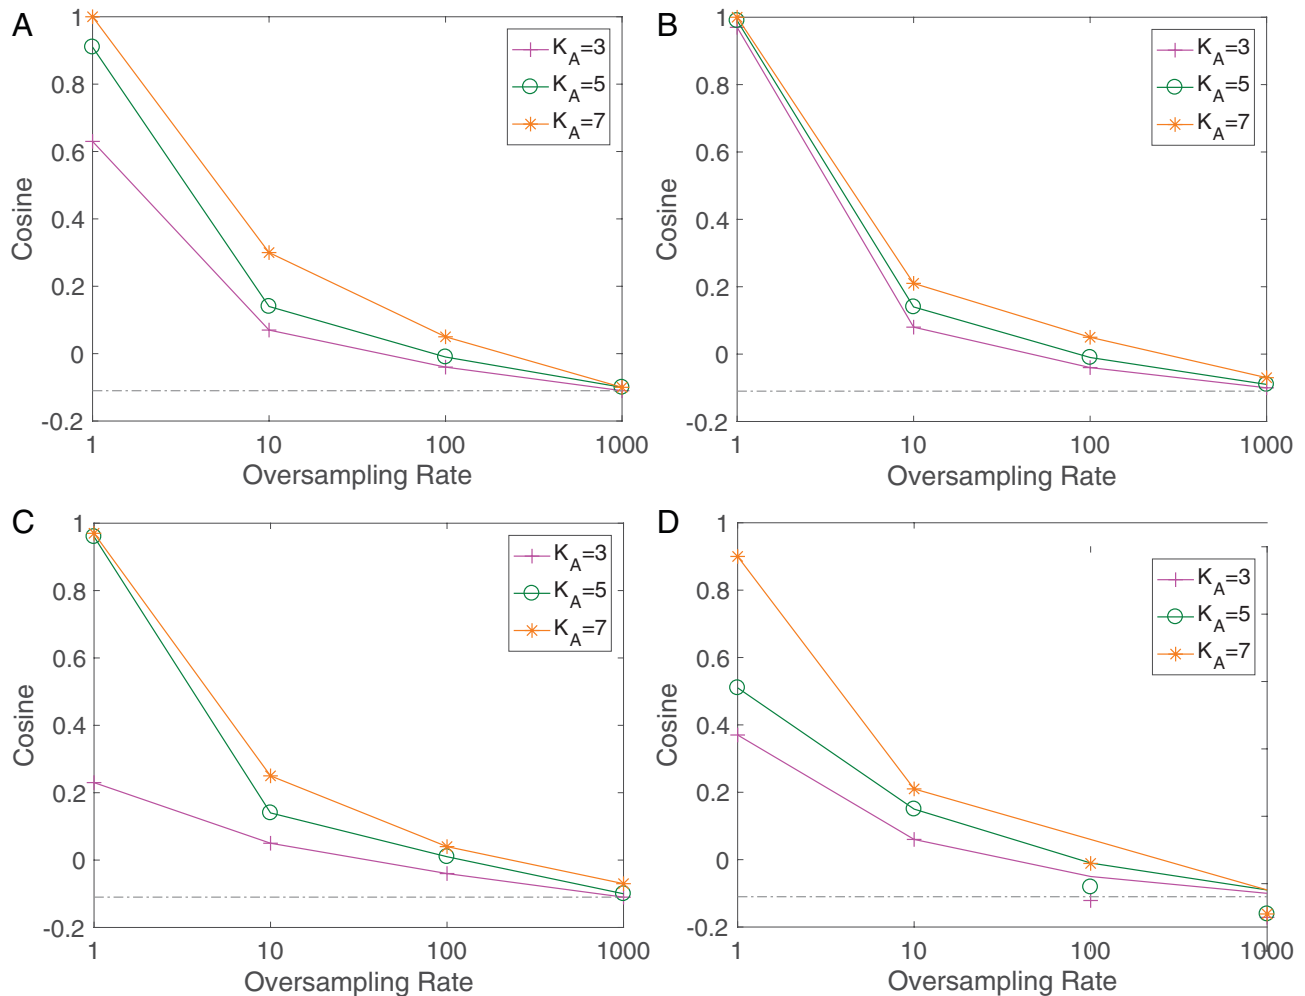 A
1
0.8
0.6
0.4
0.2
0
-0.2
Cosine
1 10 100 1000
Oversampling Rate
K_A=3
K_A=5
K_A=7
B
1
0.8
0.6
0.4
0.2
0
-0.2
Cosine
1 10 100 1000
Oversampling Rate
K_A=3
K_A=5
K_A=7
C
1
0.8
0.6
0.4
0.2
0
-0.2
Cosine
1 10 100 1000
Oversampling Rate
K_A=3
K_A=5
K_A=7
D
1
0.8
0.6
0.4
0.2
0
-0.2
Cosine
1 10 100 1000
Oversampling Rate
K_A=3
K_A=5
K_A=7